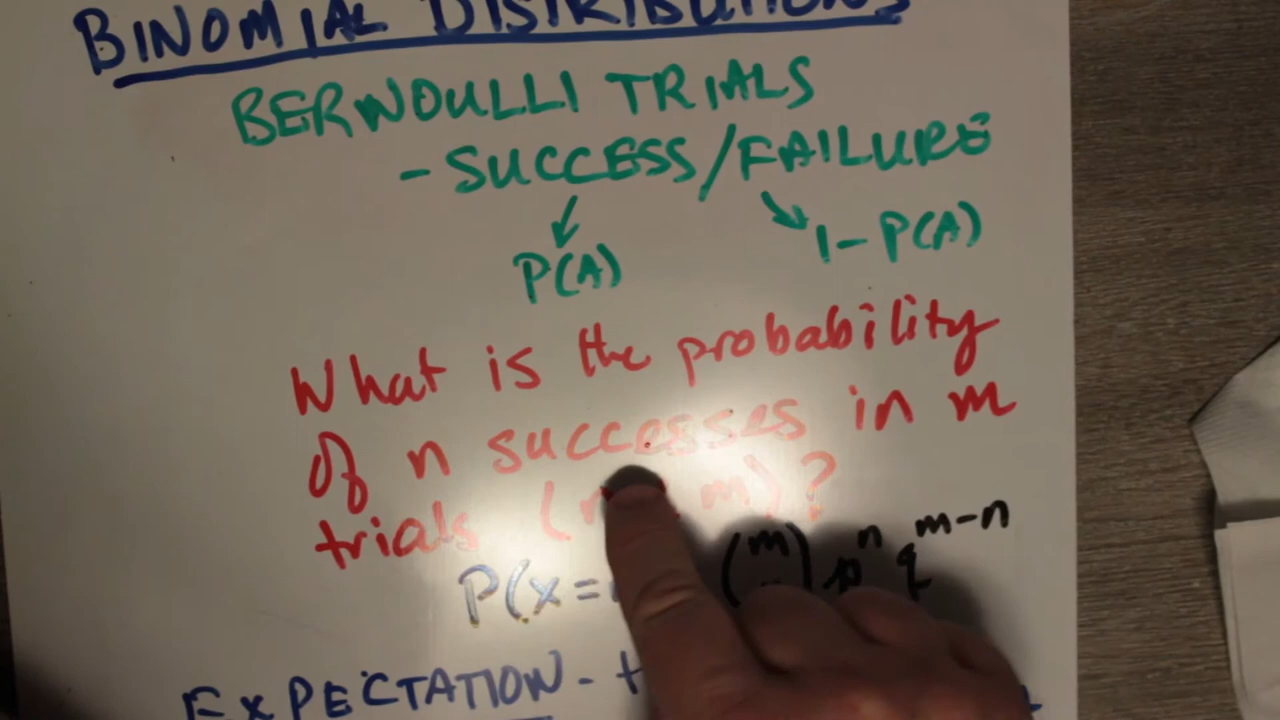 BINOMIAL DISTRIBUTIONS
BERNOULLI TRIALS
- SUCCESS/FAILURE
P(A) 1-P(A)
What is the probability
of n successes in m
trials ( m)?
P(x= (m p^n q^m-n
EXPECTATION -